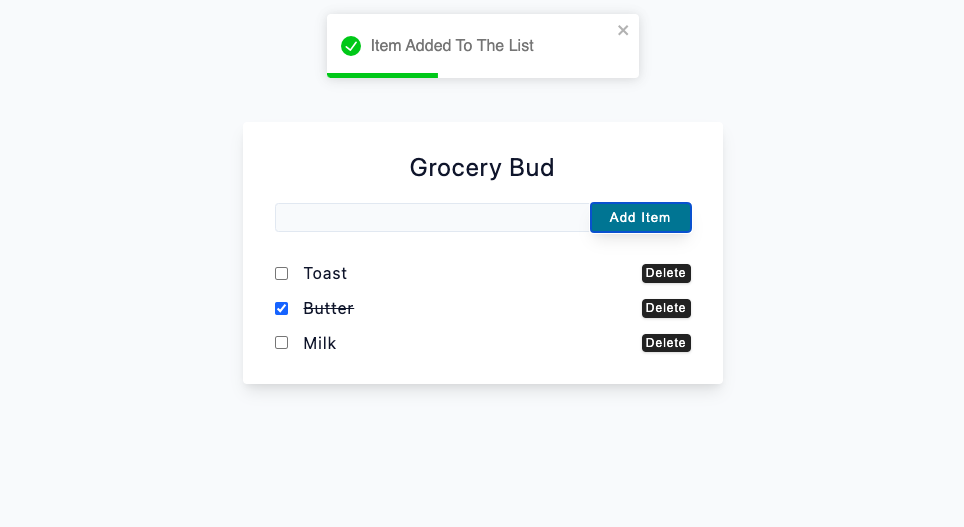 Item Added To The List
Grocery Bud
Add Item
Toast Delete
Butter Delete
Milk Delete